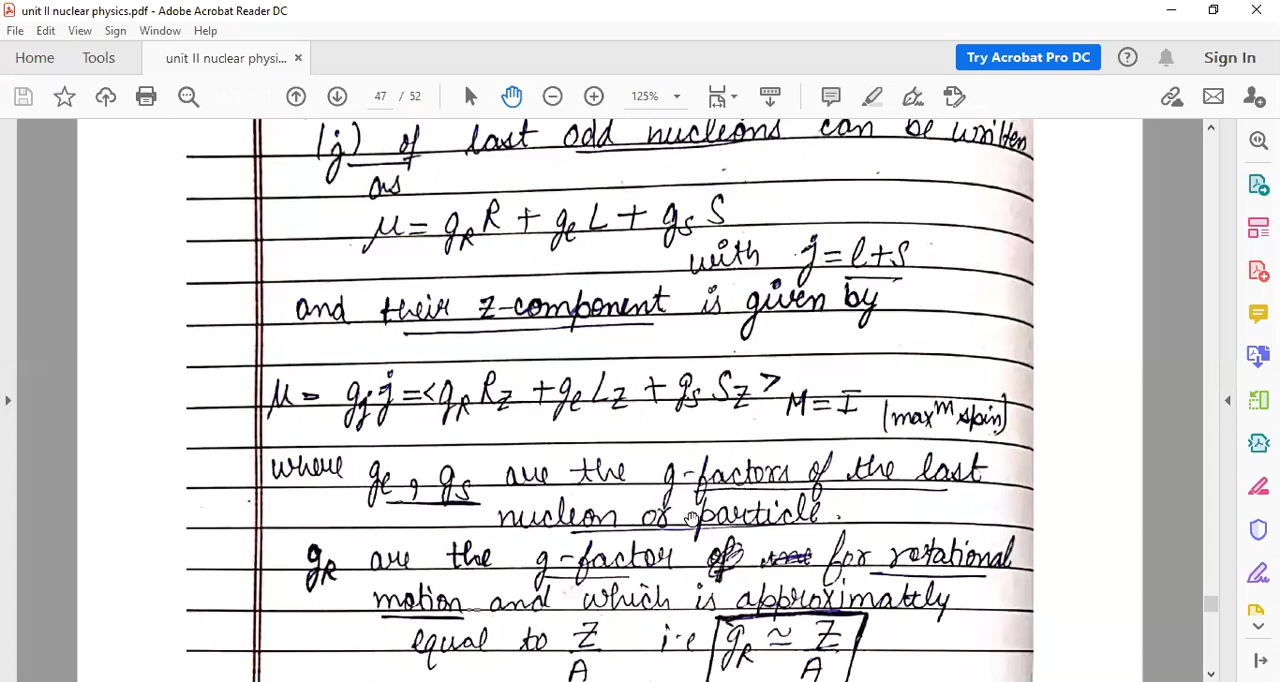 unit II nuclear physics.pdf - Adobe Acrobat Reader DC
File Edit View Sign Window Help
Home Tools unit II nuclear physi... ×
Try Acrobat Pro DC
Sign In
47 / 52
125%
(j) of last odd nucleons can be written
as
μ = gR R + gl L + gs S
with j = l+s
and their z-component is given by
μ = gj j = <gR Rz + gl Lz + gs Sz> M = I (max^m spin)
where gl, gs are the g-factors of the last
nucleon or particle.
gR are the g-factor of for rotational
motion and which is approximattly
equal to Z/A i.e gR ≃ Z/A